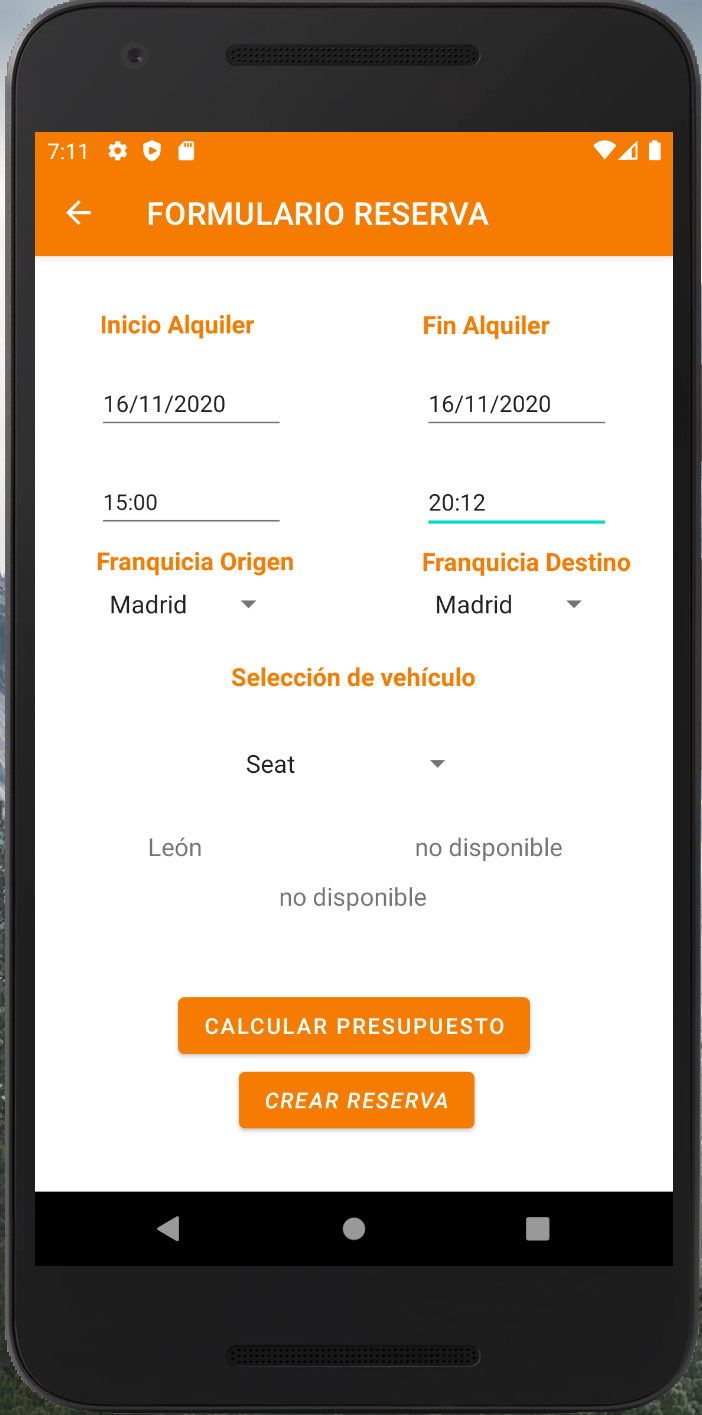 7:11
FORMULARIO RESERVA
Inicio Alquiler
Fin Alquiler
16/11/2020
16/11/2020
15:00
20:12
Franquicia Origen
Franquicia Destino
Madrid
Madrid
Selección de vehículo
Seat
León
no disponible
no disponible
CALCULAR PRESUPUESTO
CREAR RESERVA